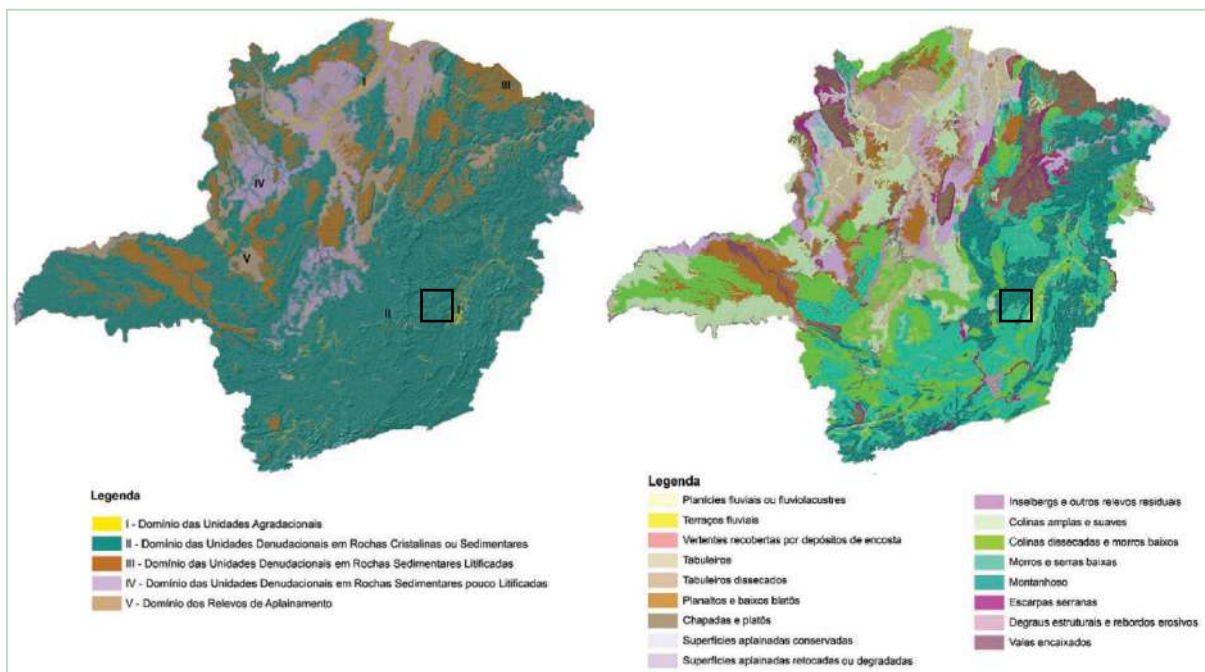 I
III
IV
V
II
I
Legenda
I - Domínio das Unidades Agradacionais
II - Domínio das Unidades Denudacionais em Rochas Cristalinas ou Sedimentares
III - Domínio das Unidades Denudacionais em Rochas Sedimentares Litificadas
IV - Domínio das Unidades Denudacionais em Rochas Sedimentares pouco Litificadas
V - Domínio dos Relevos de Aplainamento
Legenda
Planícies fluviais ou fluviolacustres
Terraços fluviais
Vertentes recobertas por depósitos de encosta
Tabuleiros
Tabuleiros dissecados
Planaltos e baixos platôs
Chapadas e platôs
Superfícies aplainadas conservadas
Superfícies aplainadas retocadas ou degradadas
Inselbergs e outros relevos residuais
Colinas amplas e suaves
Colinas dissecadas e morros baixos
Morros e serras baixas
Montanhoso
Escarpas serranas
Degraus estruturais e rebordos erosivos
Vales encaixados